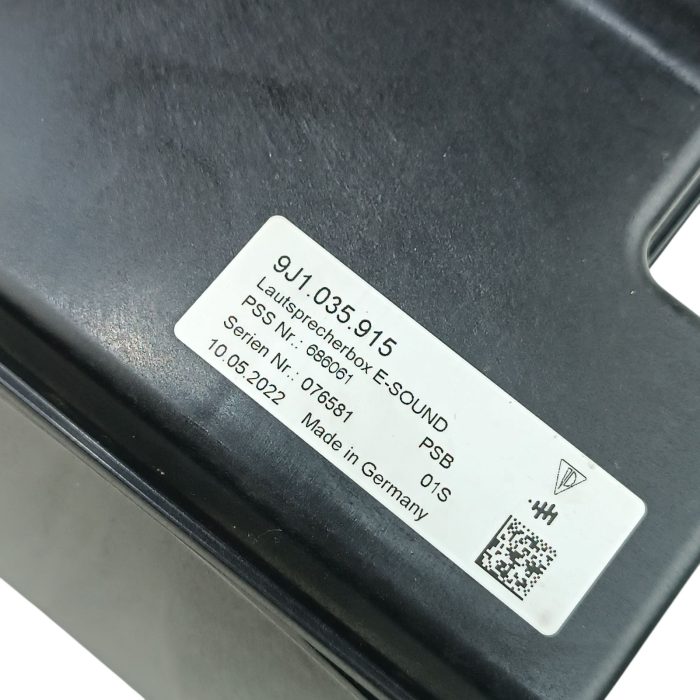 9J1.035.915
Lautsprecherbox E-SOUND
PSS Nr.: 686061 PSB
Serien Nr.: 076581 01S
10.05.2022 Made in Germany